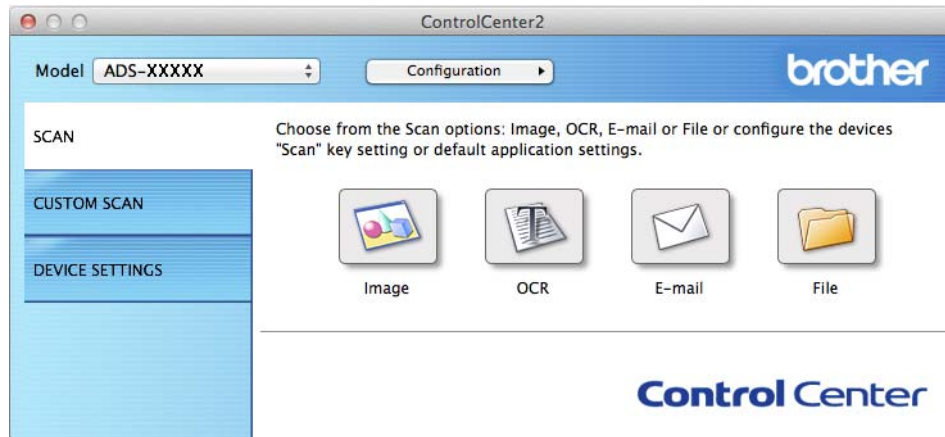 ControlCenter2
Model ADS-XXXXX Configuration brother
SCAN
Choose from the Scan options: Image, OCR, E-mail or File or configure the devices
"Scan" key setting or default application settings.
CUSTOM SCAN
DEVICE SETTINGS
Image OCR E-mail File
Control Center